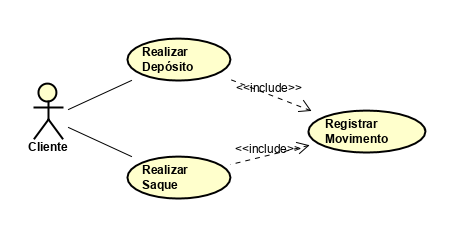 Realizar
Depósito
<<include>>
Registrar
Movimento
Cliente
<<include>>
Realizar
Saque